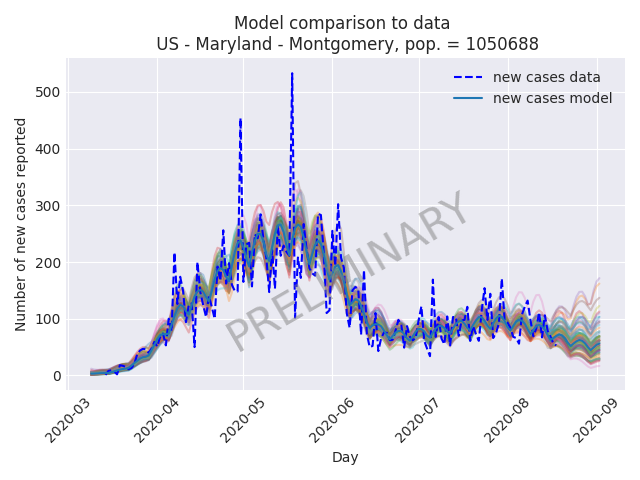 Model comparison to data
US - Maryland - Montgomery, pop. = 1050688
new cases data
new cases model
Number of new cases reported
500
400
300
200
100
0
PRELIMINARY
2020-03
2020-04
2020-05
2020-06
2020-07
2020-08
2020-09
Day